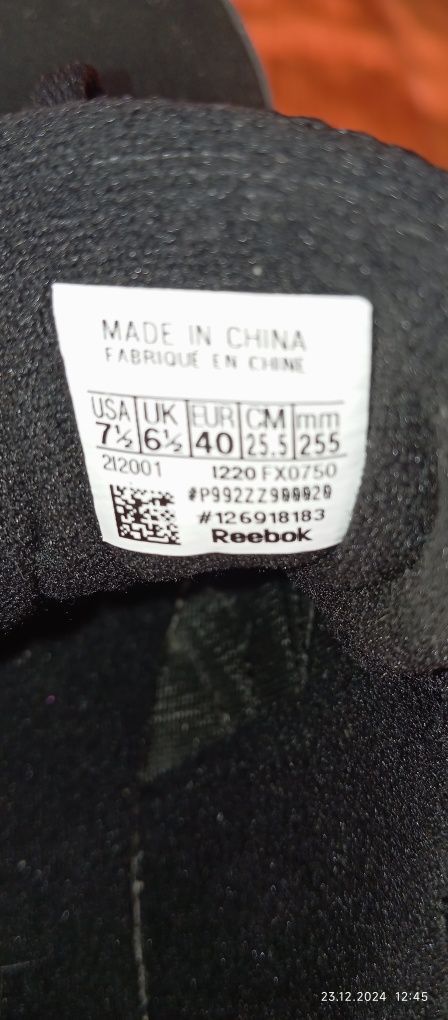 MADE IN CHINA
FABRIQUÉ EN CHINE
USA UK EUR CM mm
7½ 6½ 40 25.5 255
212001 1220 FX0750
#P992ZZ900020
#126918183
Reebok
23.12.2024 12:45